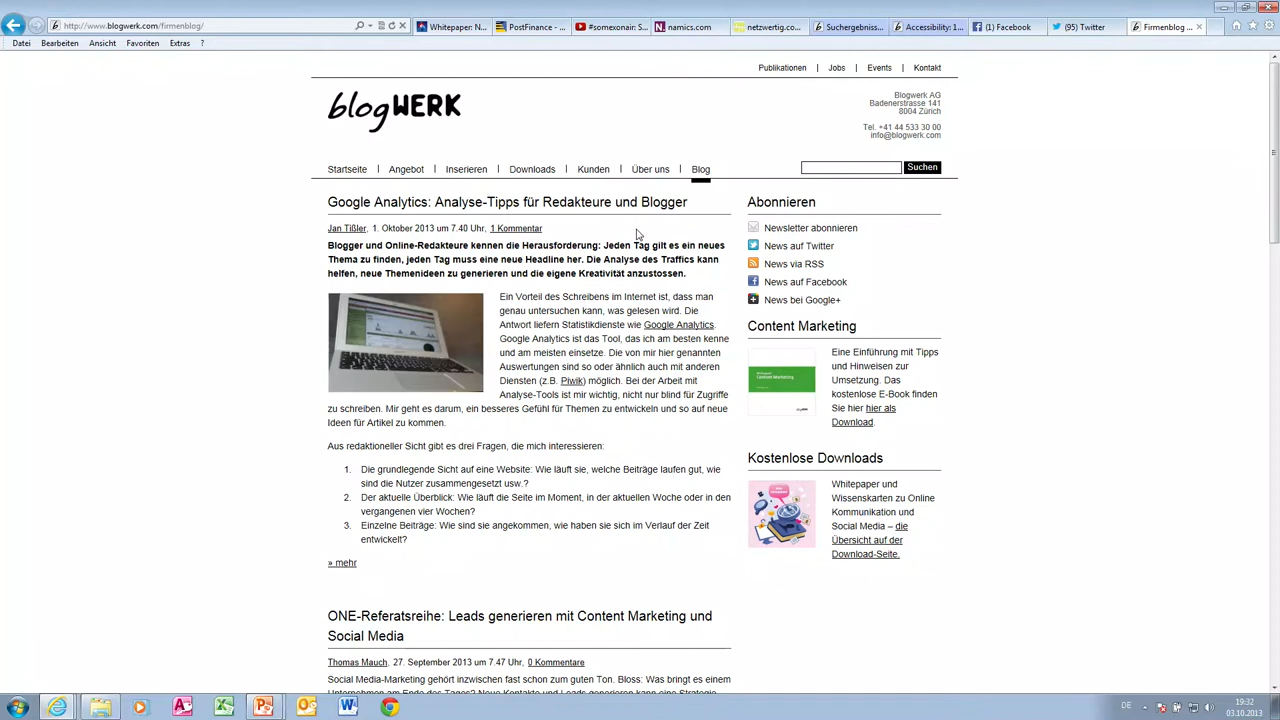 http://www.blogwerk.com/firmenblog/
Whitepaper: N...
PostFinance - ...
#somexonair: S...
namics.com
netzwertig.co...
Suchergebniss...
Accessibility: 1...
(1) Facebook
(95) Twitter
Firmenblog ...
Datei Bearbeiten Ansicht Favoriten Extras ?
Publikationen | Jobs | Events | Kontakt
blogWERK
Blogwerk AG
Badenerstrasse 141
8004 Zürich
Tel. +41 44 533 30 00
info@blogwerk.com
Startseite | Angebot | Inserieren | Downloads | Kunden | Über uns | Blog
Suchen
Google Analytics: Analyse-Tipps für Redakteure und Blogger
Jan Tißler, 1. Oktober 2013 um 7.40 Uhr, 1 Kommentar
Blogger und Online-Redakteure kennen die Herausforderung: Jeden Tag gilt es ein neues
Thema zu finden, jeden Tag muss eine neue Headline her. Die Analyse des Traffics kann
helfen, neue Themenideen zu generieren und die eigene Kreativität anzustossen.
Ein Vorteil des Schreibens im Internet ist, dass man
genau untersuchen kann, was gelesen wird. Die
Antwort liefern Statistikdienste wie Google Analytics.
Google Analytics ist das Tool, das ich am besten kenne
und am meisten einsetze. Die von mir hier genannten
Auswertungen sind so oder ähnlich auch mit anderen
Diensten (z.B. Piwik) möglich. Bei der Arbeit mit
Analyse-Tools ist mir wichtig, nicht nur blind für Zugriffe
zu schreiben. Mir geht es darum, ein besseres Gefühl für Themen zu entwickeln und so auf neue
Ideen für Artikel zu kommen.
Aus redaktioneller Sicht gibt es drei Fragen, die mich interessieren:
1. Die grundlegende Sicht auf eine Website: Wie läuft sie, welche Beiträge laufen gut, wie
sind die Nutzer zusammengesetzt usw.?
2. Der aktuelle Überblick: Wie läuft die Seite im Moment, in der aktuellen Woche oder in den
vergangenen vier Wochen?
3. Einzelne Beiträge: Wie sind sie angekommen, wie haben sie sich im Verlauf der Zeit
entwickelt?
» mehr
ONE-Referatsreihe: Leads generieren mit Content Marketing und
Social Media
Thomas Mauch, 27. September 2013 um 7.47 Uhr, 0 Kommentare
Social Media-Marketing gehört inzwischen fast schon zum guten Ton. Bloss: Was bringt es einem
Unternehmen am Ende des Tages? Neue Kontakte und Leads generieren kann eine Strategie
Abonnieren
Newsletter abonnieren
News auf Twitter
News via RSS
News auf Facebook
News bei Google+
Content Marketing
Content Marketing
Eine Einführung mit Tipps
und Hinweisen zur
Umsetzung. Das
kostenlose E-Book finden
Sie hier hier als
Download.
Kostenlose Downloads
Whitepaper und
Wissenskarten zu Online
Kommunikation und
Social Media – die
Übersicht auf der
Download-Seite.
DE
19:32
03.10.2013